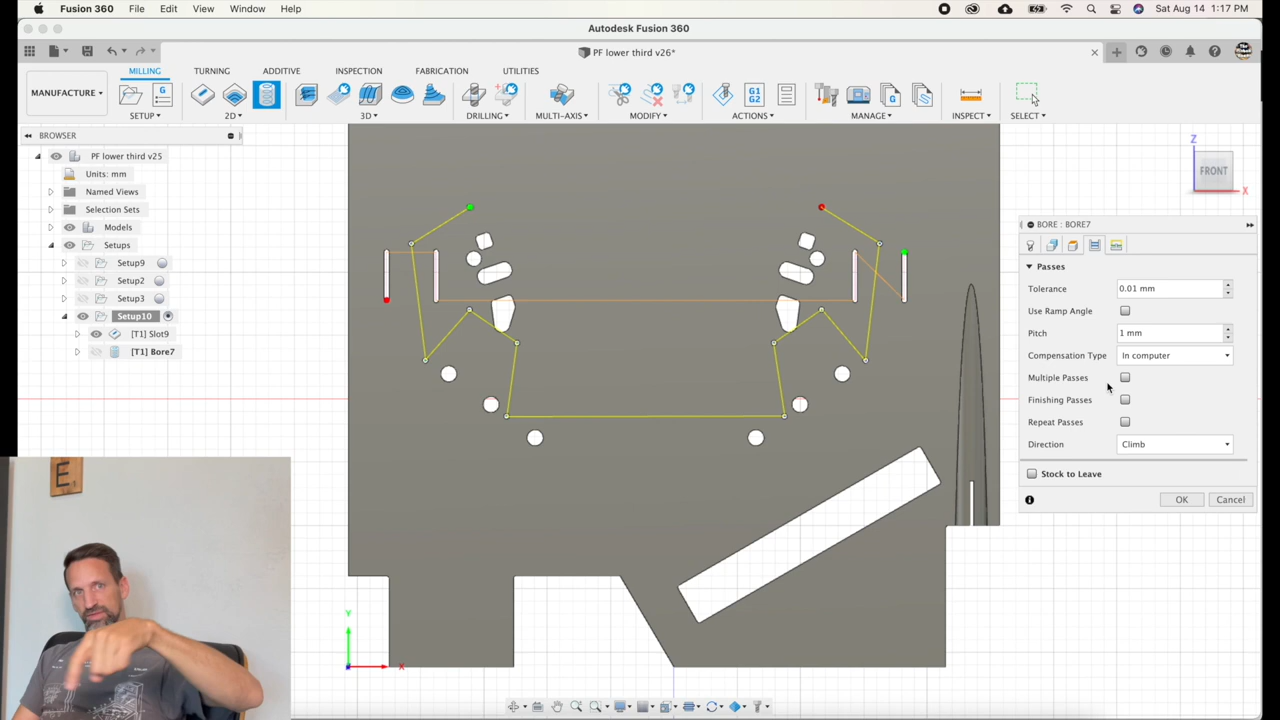 Fusion 360 File Edit View Window Help Sat Aug 14 1:17 PM
Autodesk Fusion 360
PF lower third v26*
MILLING TURNING ADDITIVE INSPECTION FABRICATION UTILITIES
MANUFACTURE
G1
G2
SETUP 2D 3D DRILLING MULTI-AXIS MODIFY ACTIONS MANAGE INSPECT SELECT
BROWSER
PF lower third v25
Units: mm
Named Views
Selection Sets
Models
Setups
Setup9
Setup2
Setup3
Setup10
[T1] Slot9
[T1] Bore7
Z
FRONT
X
BORE : BORE7
Passes
Tolerance 0.01 mm
Use Ramp Angle
Pitch 1 mm
Compensation Type In computer
Multiple Passes
Finishing Passes
Repeat Passes
Direction Climb
Stock to Leave
OK Cancel
E
Y
X